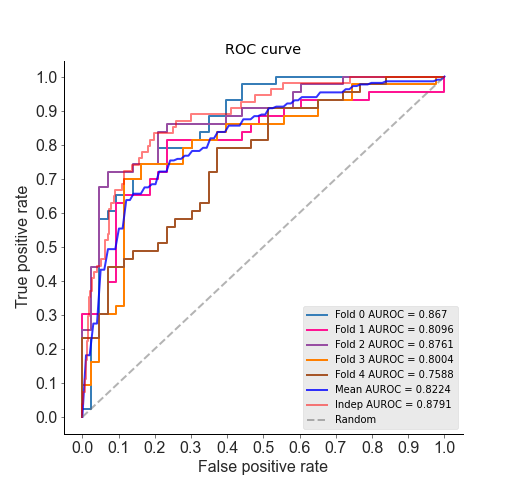 ROC curve
True positive rate
1.0
0.9
0.8
0.7
0.6
0.5
0.4
0.3
0.2
0.1
0.0
Fold 0 AUROC = 0.867
Fold 1 AUROC = 0.8096
Fold 2 AUROC = 0.8761
Fold 3 AUROC = 0.8004
Fold 4 AUROC = 0.7588
Mean AUROC = 0.8224
Indep AUROC = 0.8791
Random
0.0 0.1 0.2 0.3 0.4 0.5 0.6 0.7 0.8 0.9 1.0
False positive rate